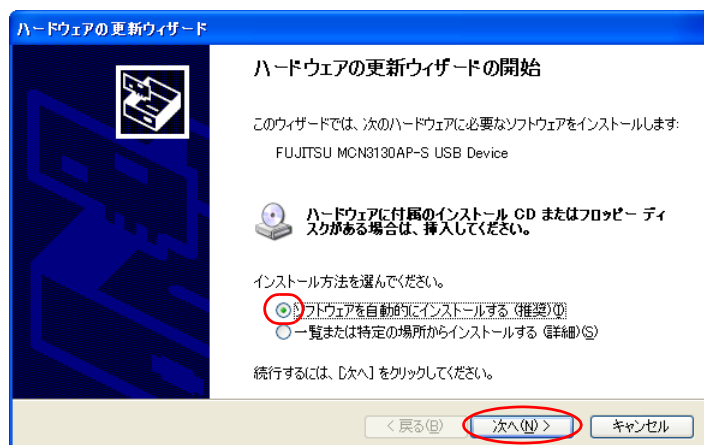 ハードウェアの更新ウィザード
ハードウェアの更新ウィザードの開始
このウィザードでは、次のハードウェアに必要なソフトウェアをインストールします:
FUJITSU MCN3130AP-S USB Device
ハードウェアに付属のインストール CD またはフロッピー ディ
スクがある場合は、挿入してください。
インストール方法を選んでください。
ソフトウェアを自動的にインストールする (推奨)(I)
一覧または特定の場所からインストールする (詳細)(S)
続行するには、[次へ] をクリックしてください。
< 戻る(B) 次へ(N) > キャンセル